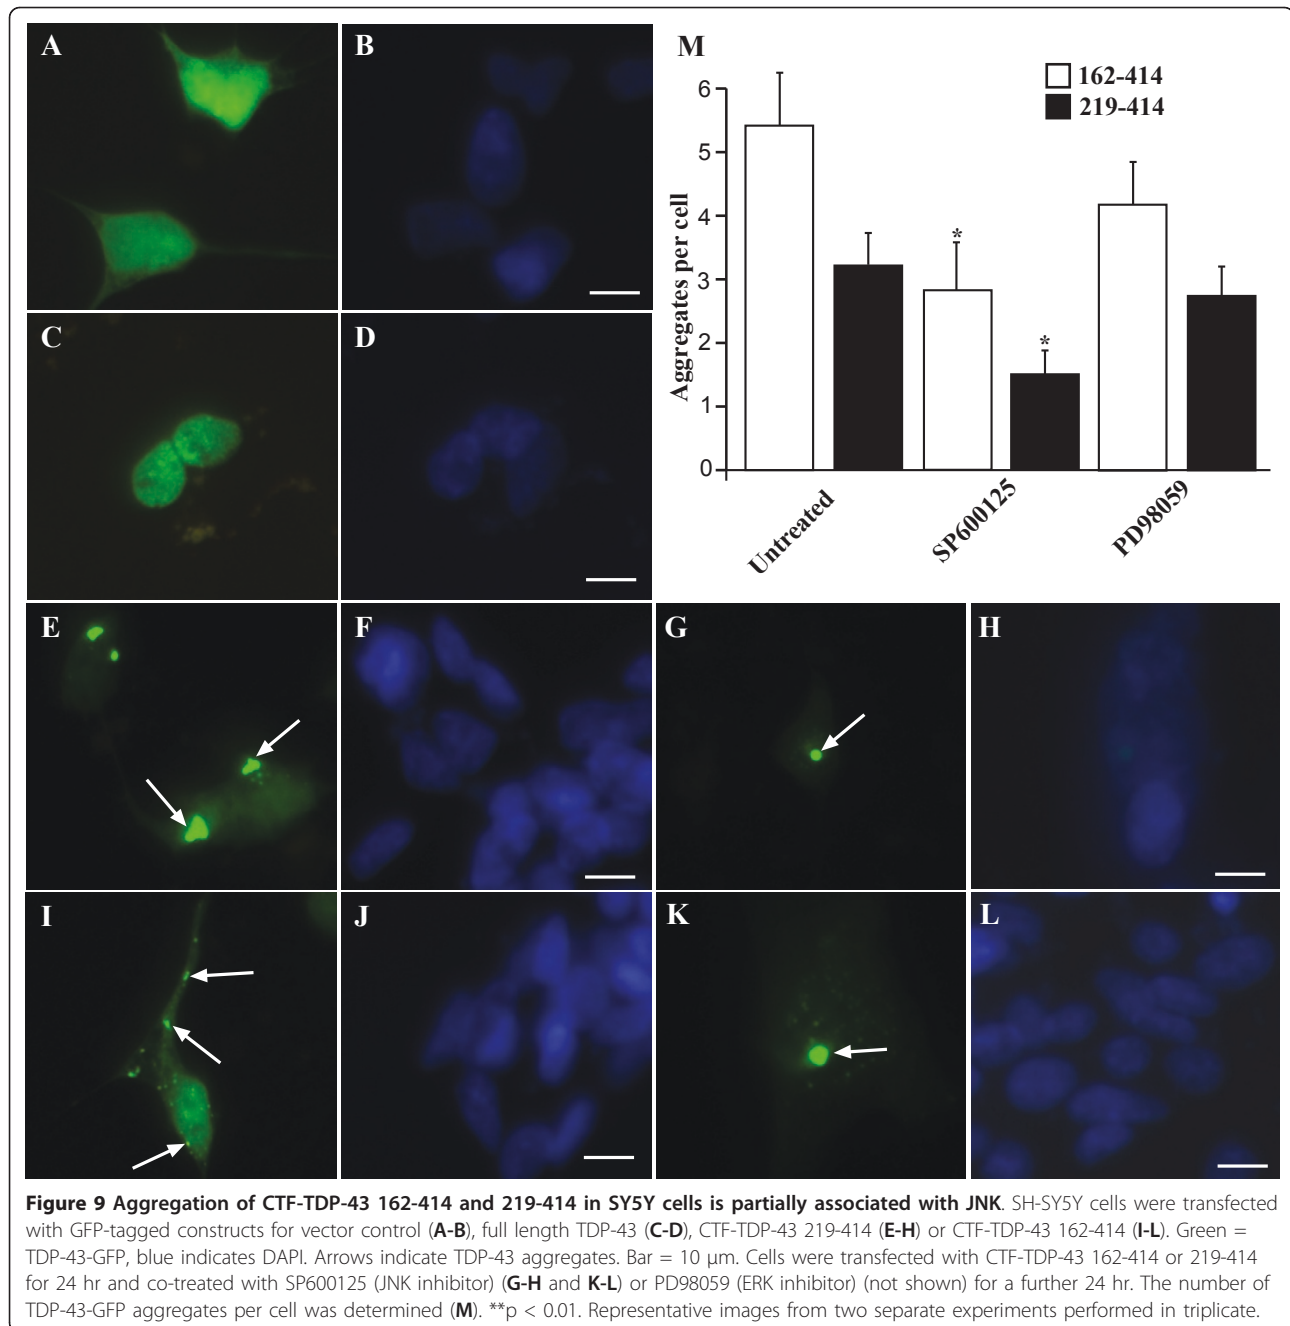 A
B
M
162-414
219-414
6
5
4
3
2
1
0
Aggregates per cell
*
*
Untreated
SP600125
PD98059
C
D
E
F
G
H
I
J
K
L
Figure 9 Aggregation of CTF-TDP-43 162-414 and 219-414 in SY5Y cells is partially associated with JNK. SH-SY5Y cells were transfected
with GFP-tagged constructs for vector control (A-B), full length TDP-43 (C-D), CTF-TDP-43 219-414 (E-H) or CTF-TDP-43 162-414 (I-L). Green =
TDP-43-GFP, blue indicates DAPI. Arrows indicate TDP-43 aggregates. Bar = 10 μm. Cells were transfected with CTF-TDP-43 162-414 or 219-414
for 24 hr and co-treated with SP600125 (JNK inhibitor) (G-H and K-L) or PD98059 (ERK inhibitor) (not shown) for a further 24 hr. The number of
TDP-43-GFP aggregates per cell was determined (M). **p < 0.01. Representative images from two separate experiments performed in triplicate.